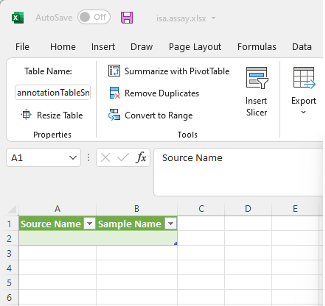 AutoSave Off isa.assay.xlsx
File Home Insert Draw Page Layout Formulas Data
Table Name: Summarize with PivotTable
annotationTableSn Remove Duplicates Insert Slicer Export
Resize Table Convert to Range
Properties Tools
A1 fx Source Name
A B C D E
1 Source Name Sample Name
2
3
4
5
6